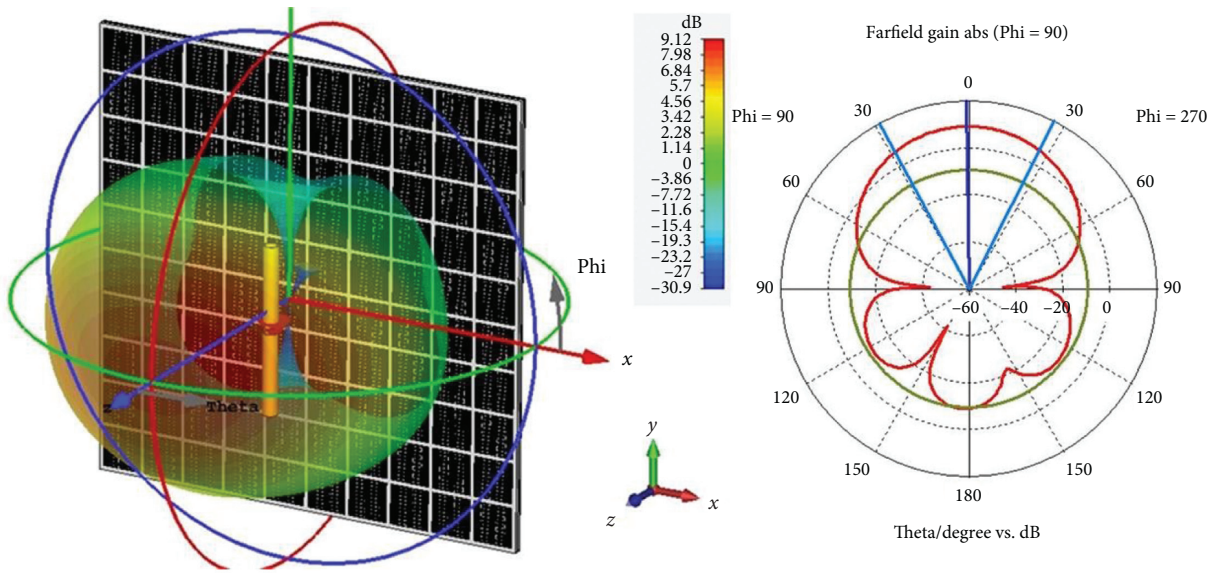 dB
9.12
7.98
6.84
5.7
4.56
3.42
2.28
1.14
0
−3.86
−7.72
−11.6
−15.4
−19.3
−23.2
−27
−30.9
Phi
x
z
Theta
y
z
x
Farfield gain abs (Phi = 90)
0
30
30
Phi = 90
Phi = 270
60
60
90
90
−60
−40
−20
0
120
120
150
150
180
Theta/degree vs. dB